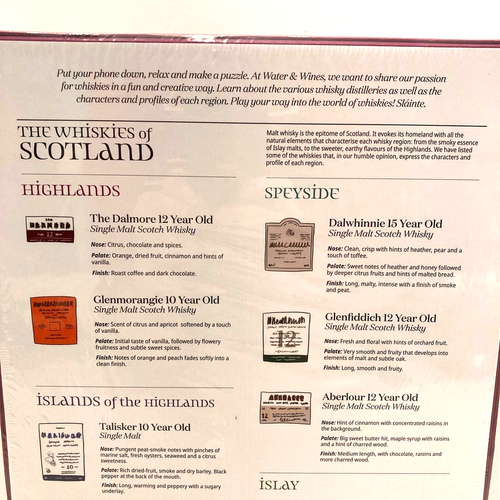 Put your phone down, relax and make a puzzle. At Water & Wines, we want to share our passion
for whiskies in a fun and creative way. Learn about the various whisky distilleries as well as the
characters and profiles of each region. Play your way into the world of whiskies! Sláinte.
THE WHISKIES of
SCOTLAND
Malt whisky is the epitome of Scotland. It evokes its homeland with all the
natural elements that characterise each whisky region: from the smoky essence
of Islay malts, to the sweeter, earthy flavours of the Highlands. We have listed
some of the whiskies that, in our humble opinion, express the characters and
profile of each region.
HIGHLANDS
The Dalmore 12 Year Old
Single Malt Scotch Whisky
Nose: Citrus, chocolate and spices.
Palate: Orange, dried fruit, cinnamon and hints of
vanilla.
Finish: Roast coffee and dark chocolate.
12
Glenmorangie 10 Year Old
Single Malt Scotch Whisky
Nose: Scent of citrus and apricot softened by a touch
of vanilla.
Palate: Initial taste of vanilla, followed by flowery
fruitness and subtle sweet spices.
Finish: Notes of orange and peach fades softly into a
clean finish.
ISLANDS of the HIGHLANDS
Talisker 10 Year Old
Single Malt
Nose: Pungent peat-smoke notes with pinches of
marine salt, fresh oysters, seaweed and a citrus
sweetness.
Palate: Rich dried-fruit, smoke and dry barley. Black
pepper at the back of the mouth.
Finish: Long, warming and peppery with a sugary
underlay.
10
SPEYSIDE
Dalwhinnie 15 Year Old
Single Malt Scotch Whisky
Nose: Clean, crisp with hints of heather, pear and a
touch of toffee.
Palate: Sweet notes of heather and honey followed
by deeper citrus fruits and hints of malted bread.
Finish: Long, malty, intense with a finish of smoke
and peat.
Glenfiddich 12 Year Old
Single Malt Scotch Whisky
Nose: Fresh and floral with hints of orchard fruit.
Palate: Very smooth and fruity that develops into
elements of malt and subtle oak.
Finish: Long, smooth and fruity.
12
Aberlour 12 Year Old
Single Malt Scotch Whisky
Nose: Hint of cinnamon with concentrated raisins in
the background.
Palate: Big sweet butter hit, maple syrup with raisins
and a hint of charred wood.
Finish: Medium length, with chocolate, raisins and
more charred wood.
ISLAY